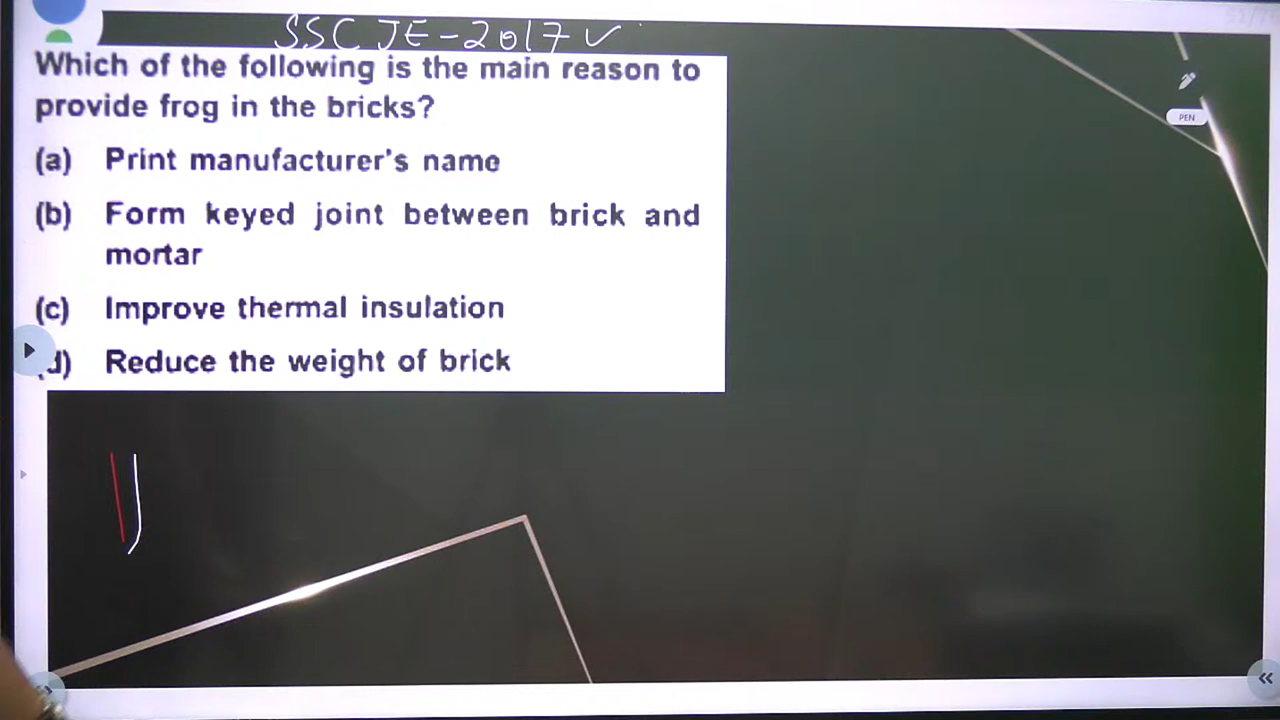 SSC JE-2017
Which of the following is the main reason to
provide frog in the bricks?
(a) Print manufacturer's name
(b) Form keyed joint between brick and
mortar
(c) Improve thermal insulation
d) Reduce the weight of brick
PEN